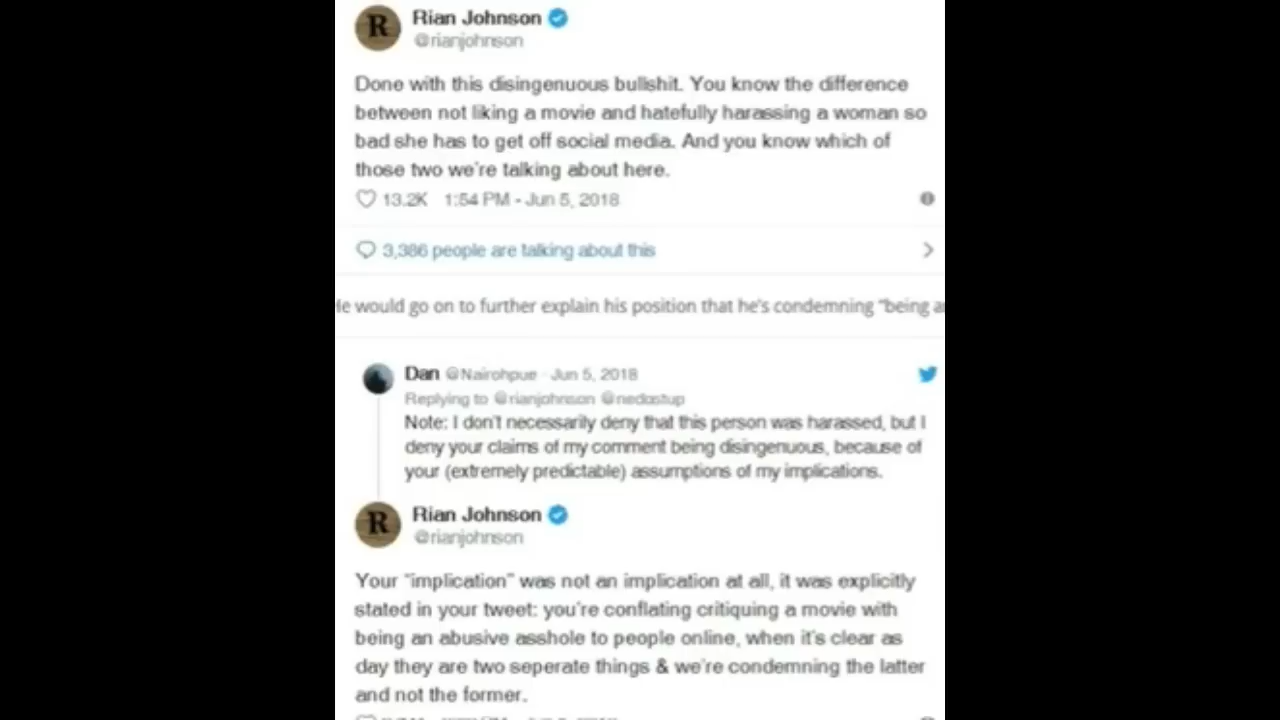 R Rian Johnson
@rianjohnson
Done with this disingenuous bullshit. You know the difference
between not liking a movie and hatefully harassing a woman so
bad she has to get off social media. And you know which of
those two we're talking about here.
13.2K 1:54 PM - Jun 5, 2018
3,386 people are talking about this
He would go on to further explain his position that he's condemning "being
Dan @Nairohpue · Jun 5, 2018
Replying to @rianjohnson @nedostup
Note: I don't necessarily deny that this person was harassed, but I
deny your claims of my comment being disingenuous, because of
your (extremely predictable) assumptions of my implications.
R Rian Johnson
@rianjohnson
Your "implication" was not an implication at all, it was explicitly
stated in your tweet: you're conflating critiquing a movie with
being an abusive asshole to people online, when it's clear as
day they are two seperate things & we're condemning the latter
and not the former.